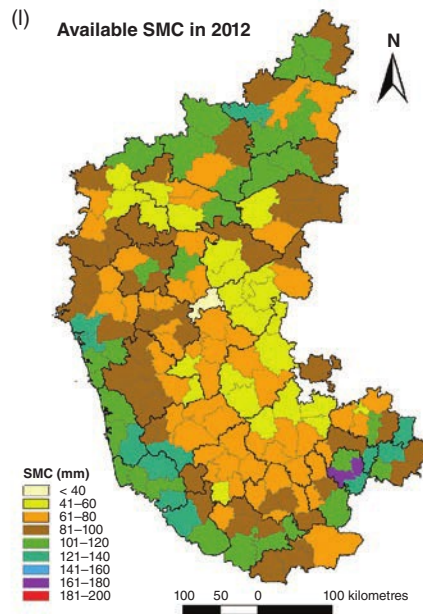 (l) Available SMC in 2012
N
SMC (mm)
< 40
41–60
61–80
81–100
101–120
121–140
141–160
161–180
181–200
100 50 0 100 kilometres